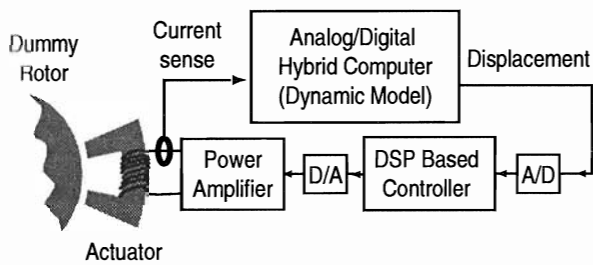 Dummy
Rotor
Current
sense
Analog/Digital
Hybrid Computer
(Dynamic Model)
Displacement
Power
Amplifier
D/A
DSP Based
Controller
A/D
Actuator